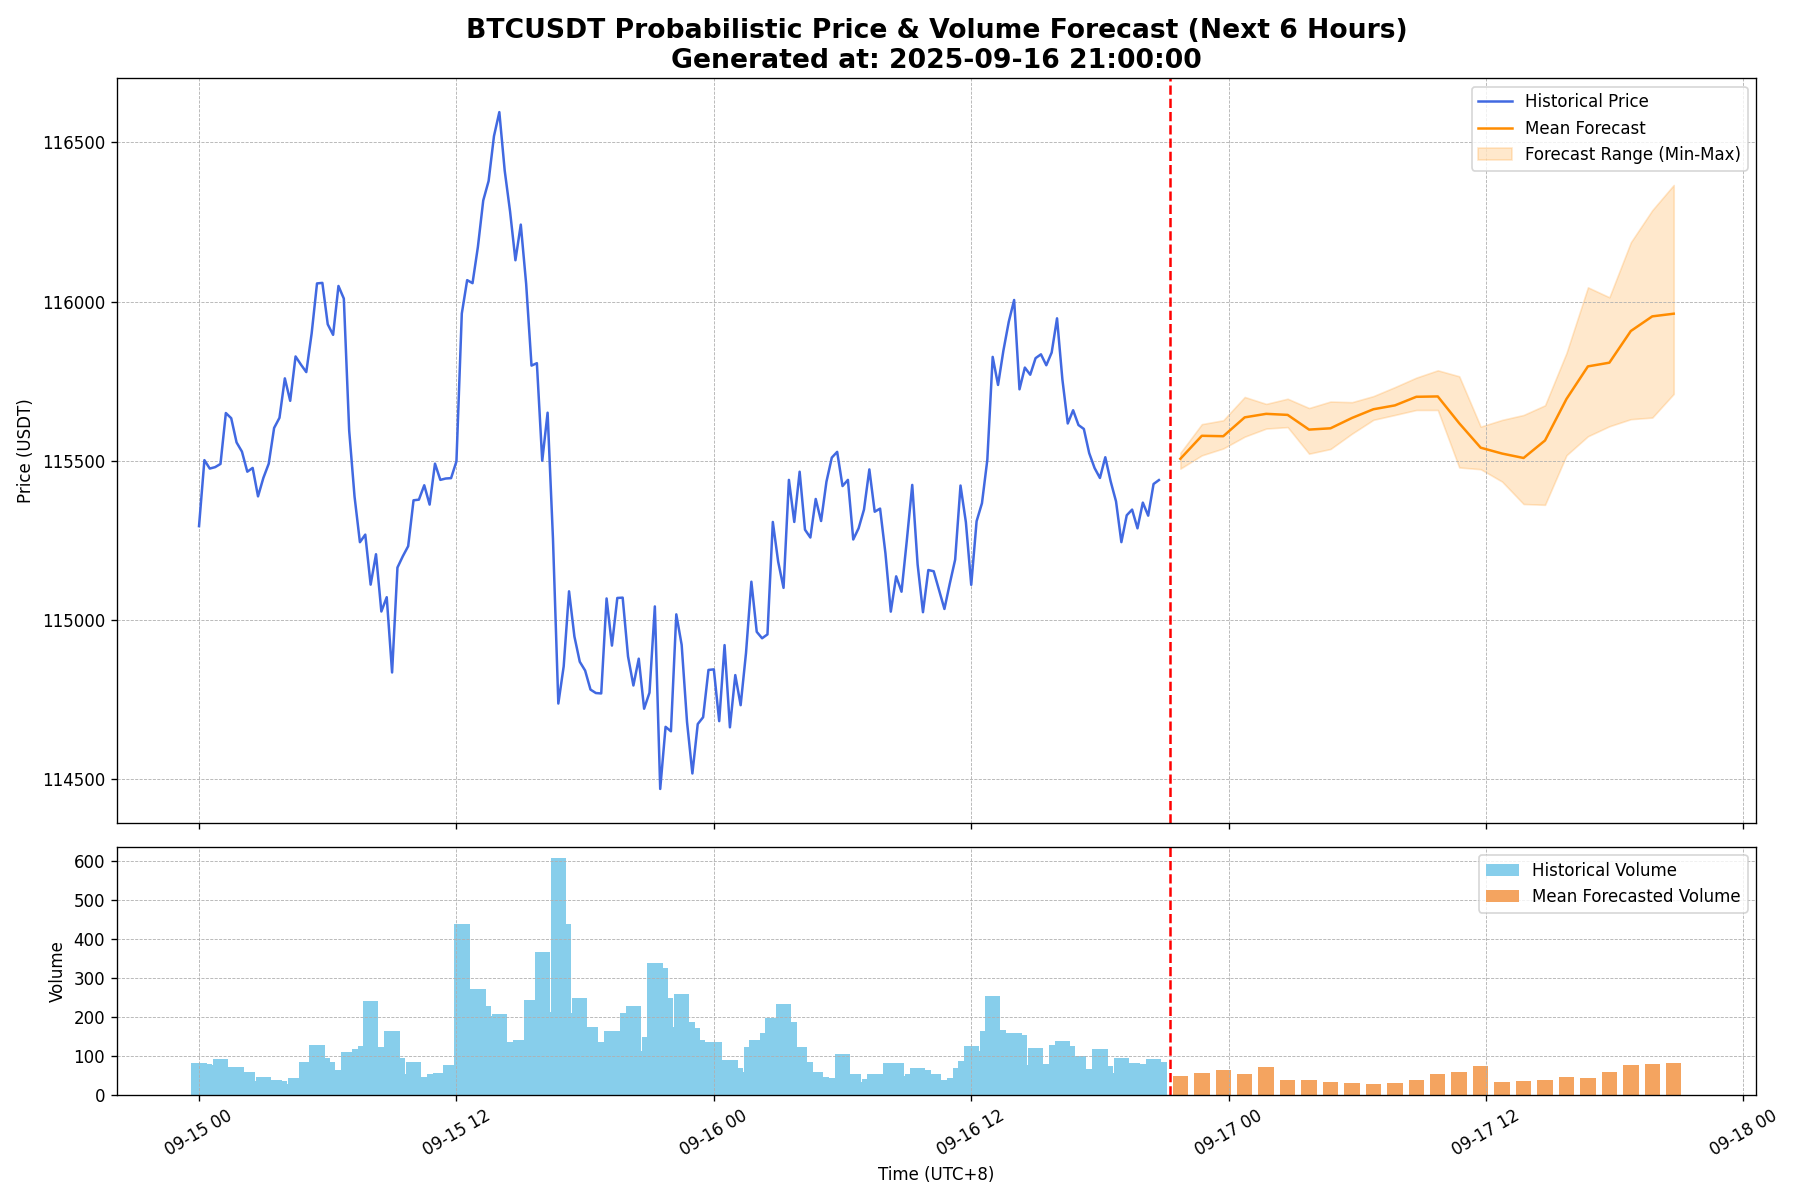 BTCUSDT Probabilistic Price & Volume Forecast (Next 6 Hours)
Generated at: 2025-09-16 21:00:00
Historical Price
Mean Forecast
Forecast Range (Min-Max)
116500
116000
115500
115000
114500
Price (USDT)
Historical Volume
Mean Forecasted Volume
600
500
400
300
200
100
0
Volume
09-15 00
09-15 12
09-16 00
09-16 12
09-17 00
09-17 12
09-18 00
Time (UTC+8)